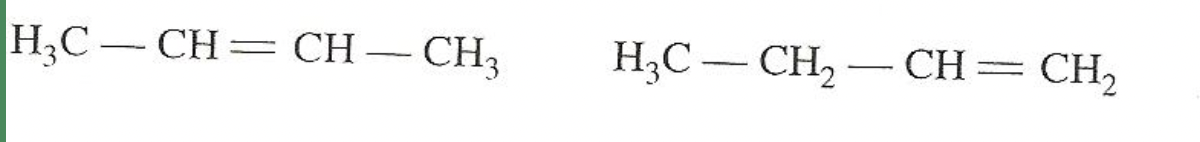 H₃C — CH = CH — CH₃
H₃C — CH₂ — CH = CH₂